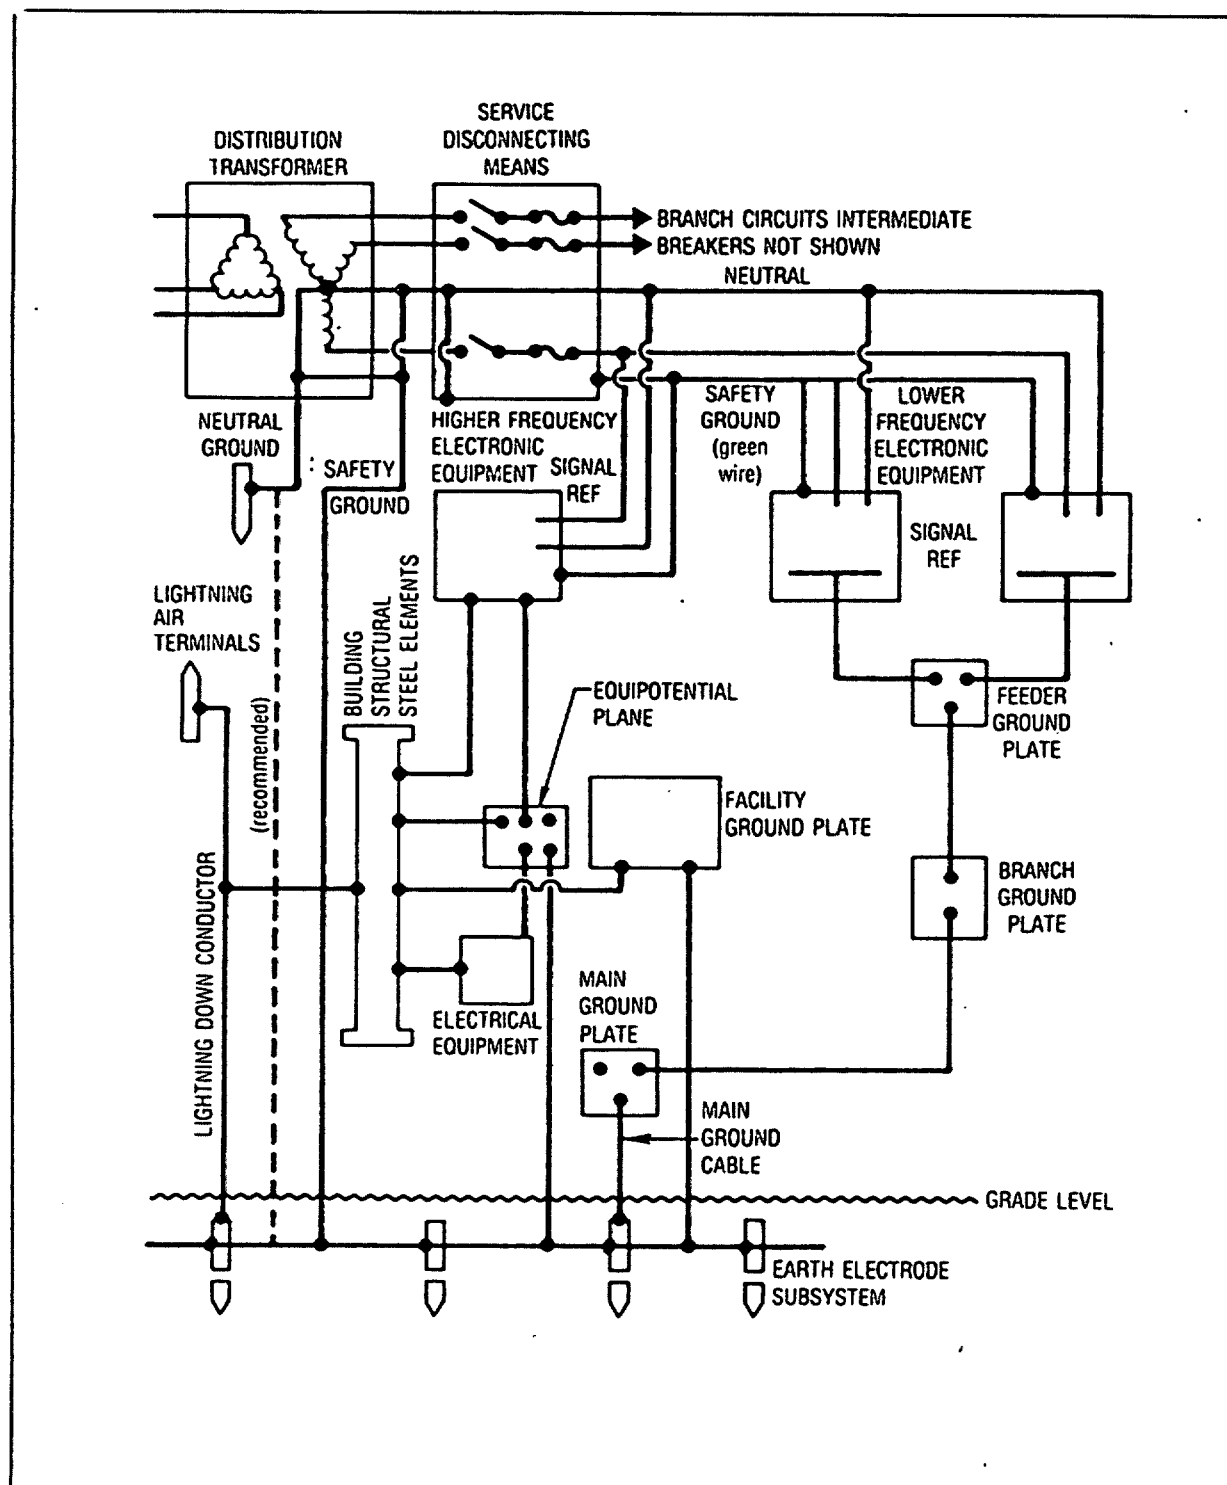 DISTRIBUTION
TRANSFORMER
SERVICE
DISCONNECTING
MEANS
BRANCH CIRCUITS INTERMEDIATE
BREAKERS NOT SHOWN
NEUTRAL
NEUTRAL
GROUND
SAFETY
GROUND
HIGHER FREQUENCY
ELECTRONIC
EQUIPMENT
SIGNAL
REF
SAFETY
GROUND
(green
wire)
LOWER
FREQUENCY
ELECTRONIC
EQUIPMENT
SIGNAL
REF
LIGHTNING
AIR
TERMINALS
(recommended)
BUILDING
STRUCTURAL
STEEL ELEMENTS
EQUIPOTENTIAL
PLANE
FEEDER
GROUND
PLATE
FACILITY
GROUND PLATE
LIGHTNING DOWN CONDUCTOR
BRANCH
GROUND
PLATE
ELECTRICAL
EQUIPMENT
MAIN
GROUND
PLATE
MAIN
GROUND
CABLE
GRADE LEVEL
EARTH ELECTRODE
SUBSYSTEM